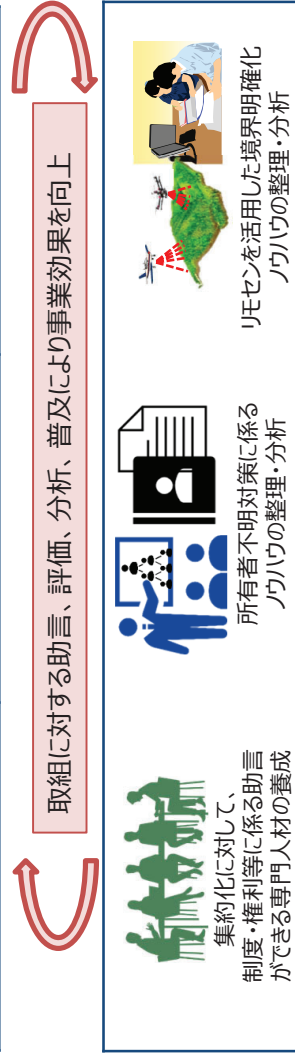 取組に対する助言、評価、分析、普及により事業効果を向上
集約化に対して、
制度・権利等に係る助言
ができる専門人材の養成
所有者不明対策に係る
ノウハウの整理・分析
リモセンを活用した境界明確化
ノウハウの整理・分析